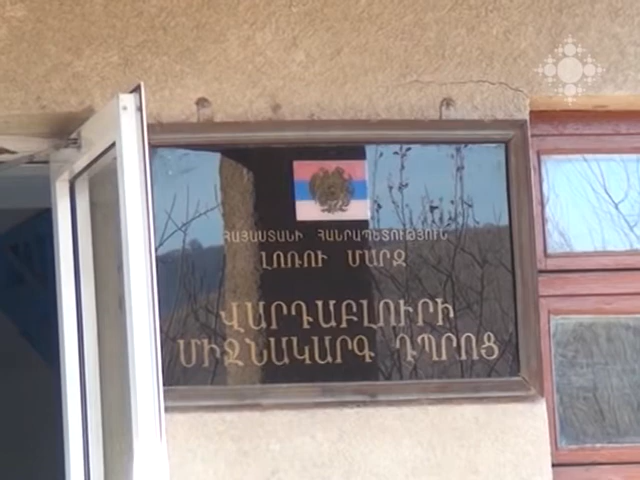 ՀԱՅԱՍՏԱՆԻ ՀԱՆՐԱՊԵՏՈՒԹՅՈՒՆ
ԼՈՌՈՒ ՄԱՐԶ
ՎԱՐԴԱԲԼՈՒՐԻ
ՄԻՋՆԱԿԱՐԳ ԴՊՐՈՑ